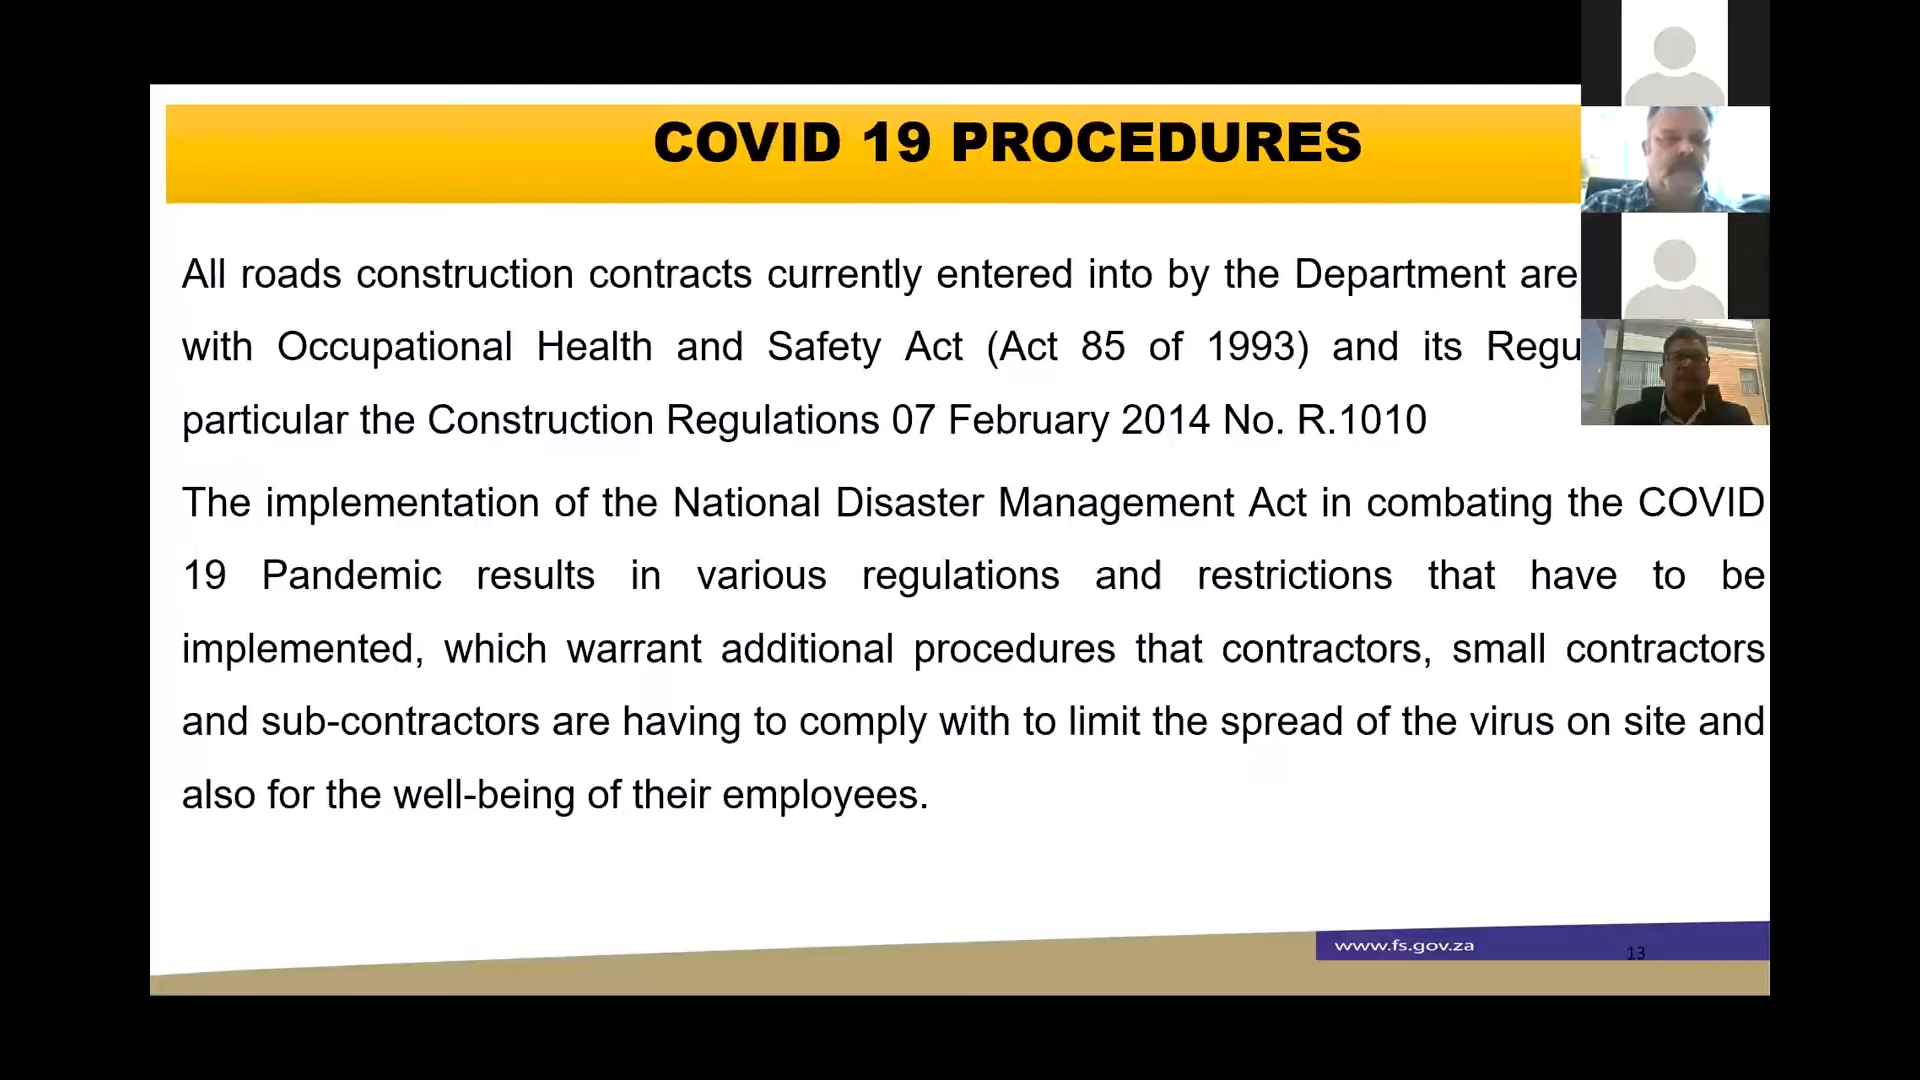 COVID 19 PROCEDURES
All roads construction contracts currently entered into by the Department are
with Occupational Health and Safety Act (Act 85 of 1993) and its Regu
particular the Construction Regulations 07 February 2014 No. R.1010
The implementation of the National Disaster Management Act in combating the COVID
19 Pandemic results in various regulations and restrictions that have to be
implemented, which warrant additional procedures that contractors, small contractors
and sub-contractors are having to comply with to limit the spread of the virus on site and
also for the well-being of their employees.
www.fs.gov.za
13